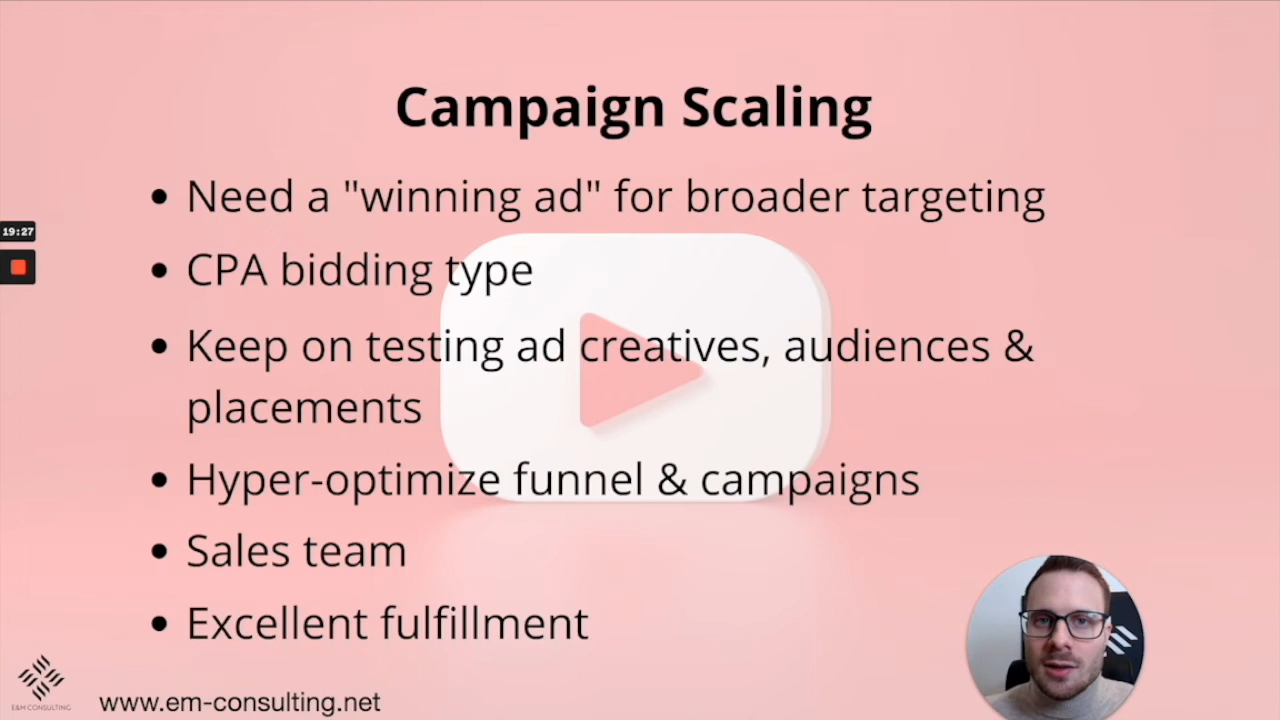 Campaign Scaling
• Need a "winning ad" for broader targeting
19:27
• CPA bidding type
• Keep on testing ad creatives, audiences &
placements
• Hyper-optimize funnel & campaigns
• Sales team
• Excellent fulfillment
E&M CONSULTING
www.em-consulting.net